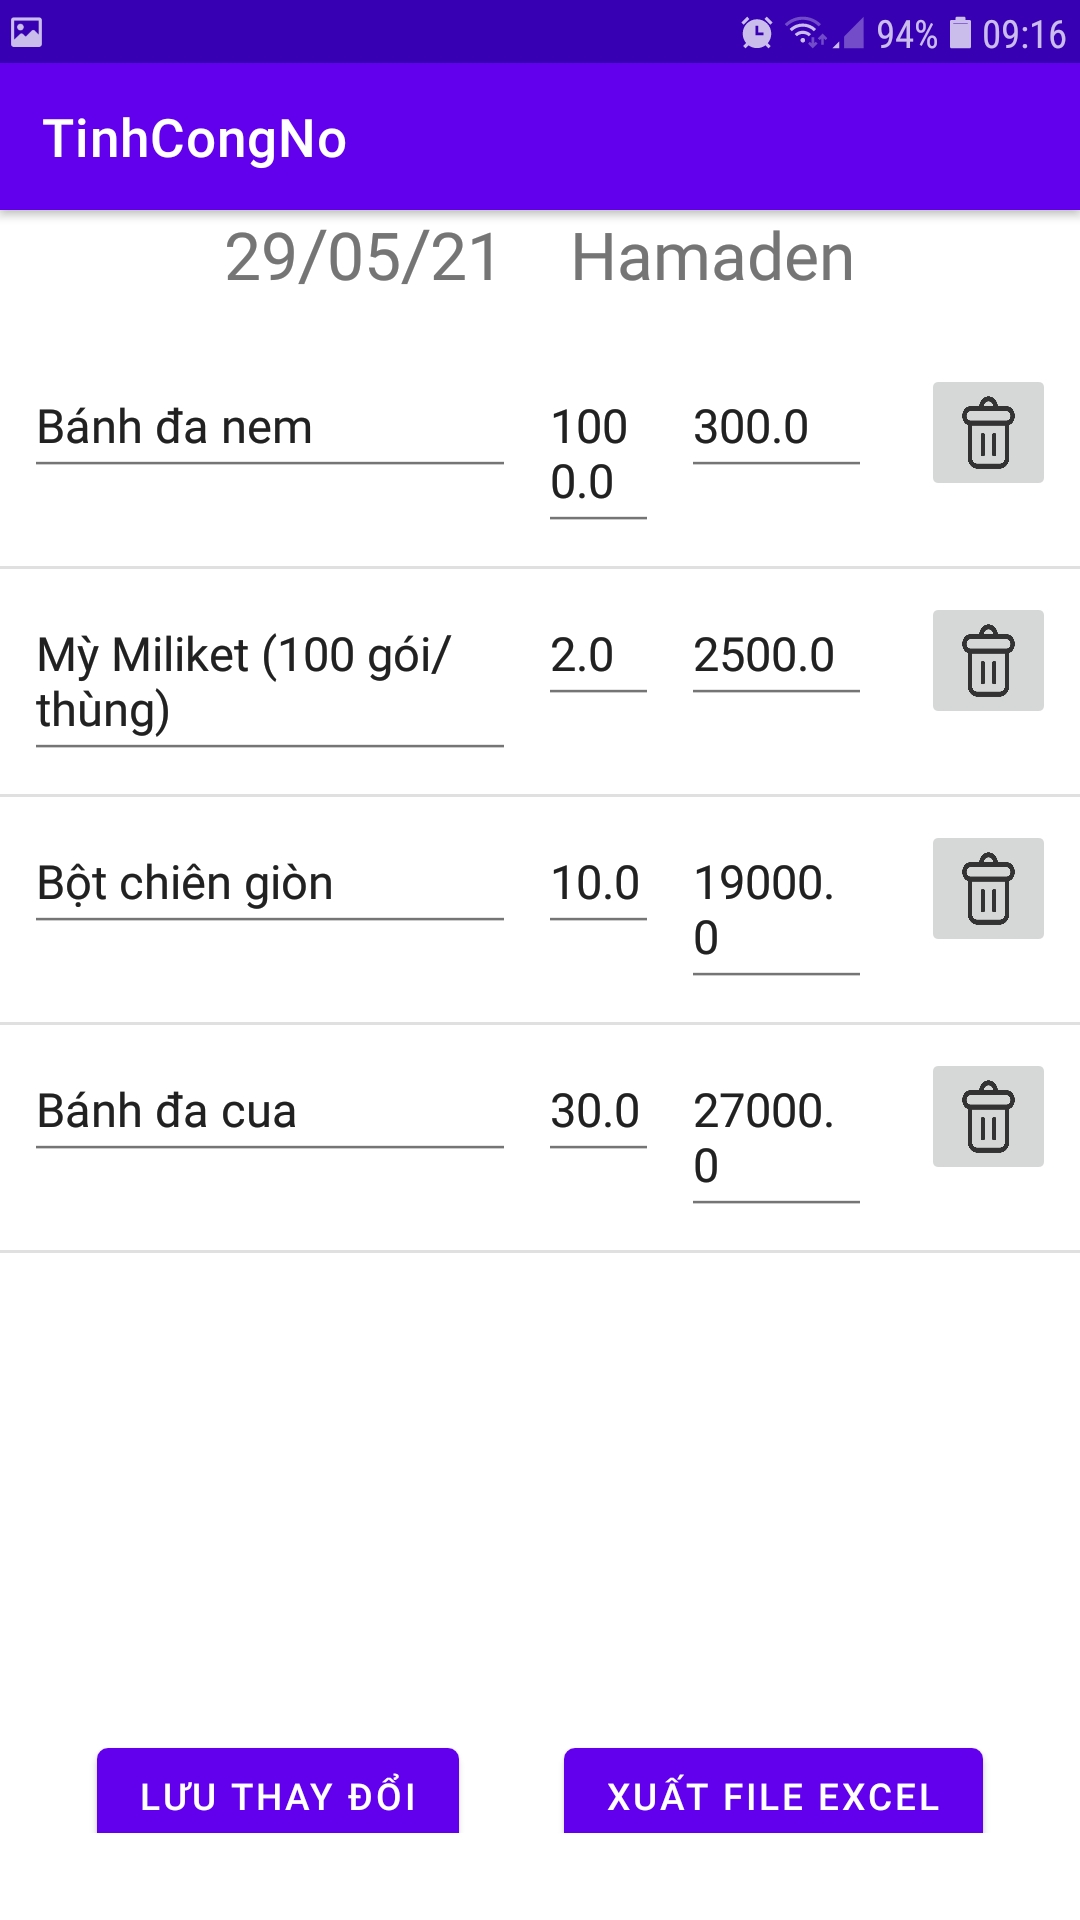 94% 09:16
TinhCongNo
29/05/21 Hamaden
Bánh đa nem 100 300.0
0.0
Mỳ Miliket (100 gói/ 2.0 2500.0
thùng)
Bột chiên giòn 10.0 19000.
0
Bánh đa cua 30.0 27000.
0
LƯU THAY ĐỔI XUẤT FILE EXCEL